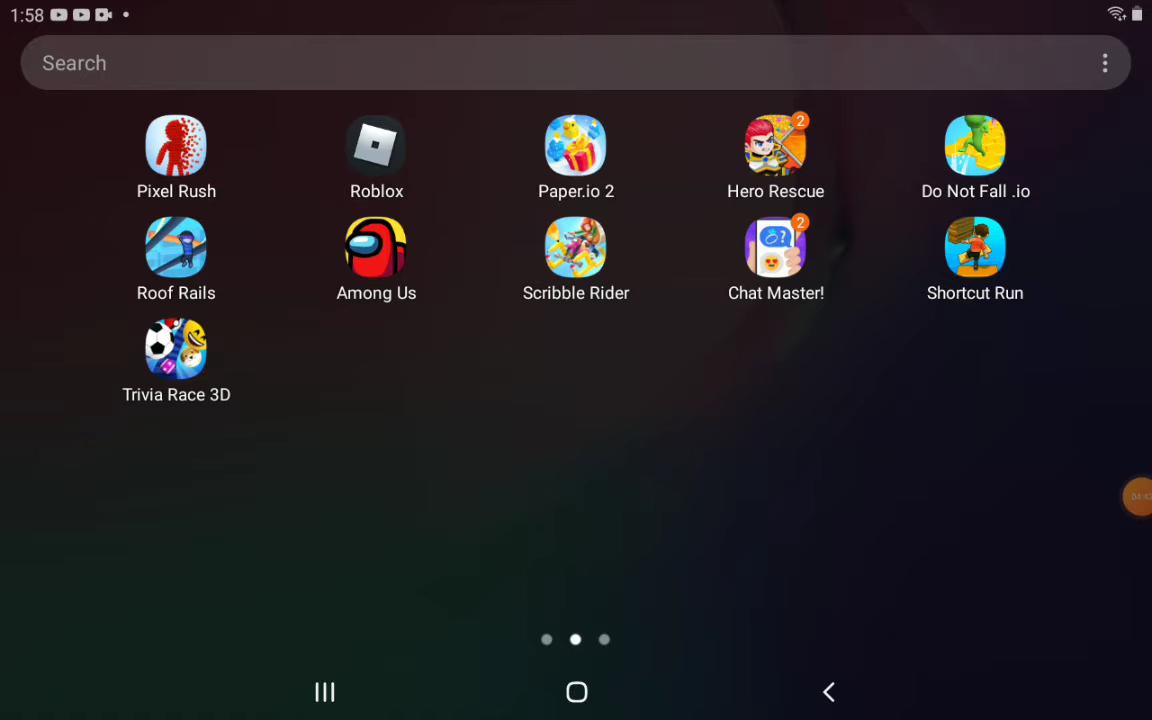 1:58
Search
2
Pixel Rush
Roblox
Paper.io 2
Hero Rescue
Do Not Fall .io
2
Roof Rails
Among Us
Scribble Rider
Chat Master!
Shortcut Run
Trivia Race 3D